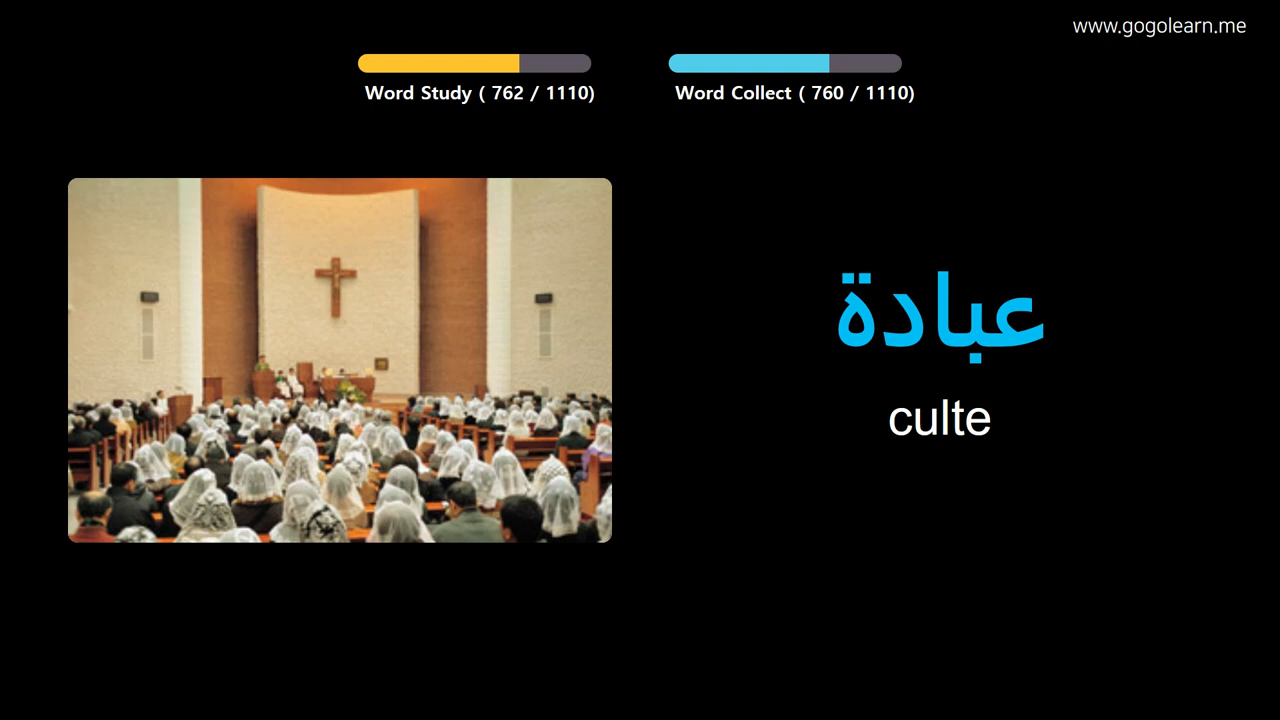 www.gogolearn.me
Word Study ( 762 / 1110)
Word Collect ( 760 / 1110)
عبادة
culte